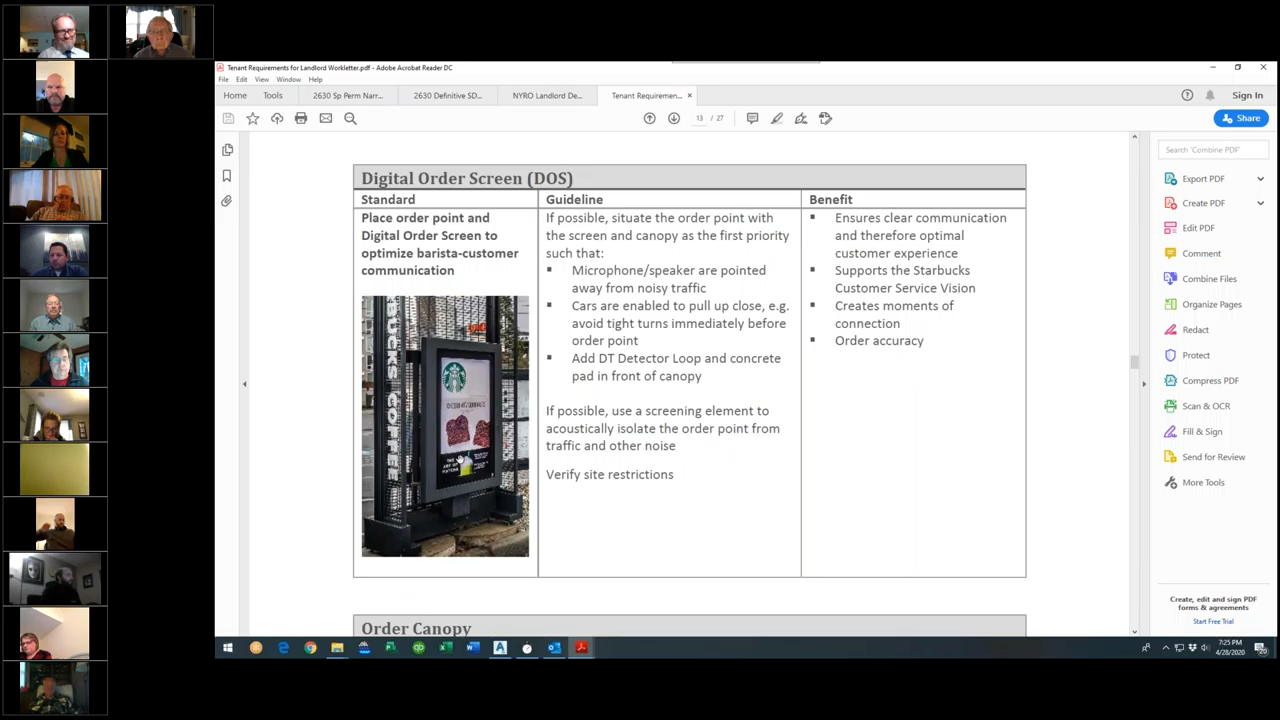 Tenant Requirements for Landlord Workletter.pdf - Adobe Acrobat Reader DC
File Edit View Window Help
Home Tools 2630 Sp Perm Narr... 2630 Definitive SD... NYRO Landlord De... Tenant Requiremen... × Sign In
13 / 27 Share
Digital Order Screen (DOS)
Standard Guideline Benefit
Place order point and
Digital Order Screen to
optimize barista-customer
communication
If possible, situate the order point with
the screen and canopy as the first priority
such that:
▪ Microphone/speaker are pointed
away from noisy traffic
▪ Cars are enabled to pull up close, e.g.
avoid tight turns immediately before
order point
▪ Add DT Detector Loop and concrete
pad in front of canopy
If possible, use a screening element to
acoustically isolate the order point from
traffic and other noise
Verify site restrictions
▪ Ensures clear communication
and therefore optimal
customer experience
▪ Supports the Starbucks
Customer Service Vision
▪ Creates moments of
connection
▪ Order accuracy
Order Canopy
Search 'Combine PDF'
Export PDF
Create PDF
Edit PDF
Comment
Combine Files
Organize Pages
Redact
Protect
Compress PDF
Scan & OCR
Fill & Sign
Send for Review
More Tools
Create, edit and sign PDF
forms & agreements
Start Free Trial
7:25 PM
4/28/2020